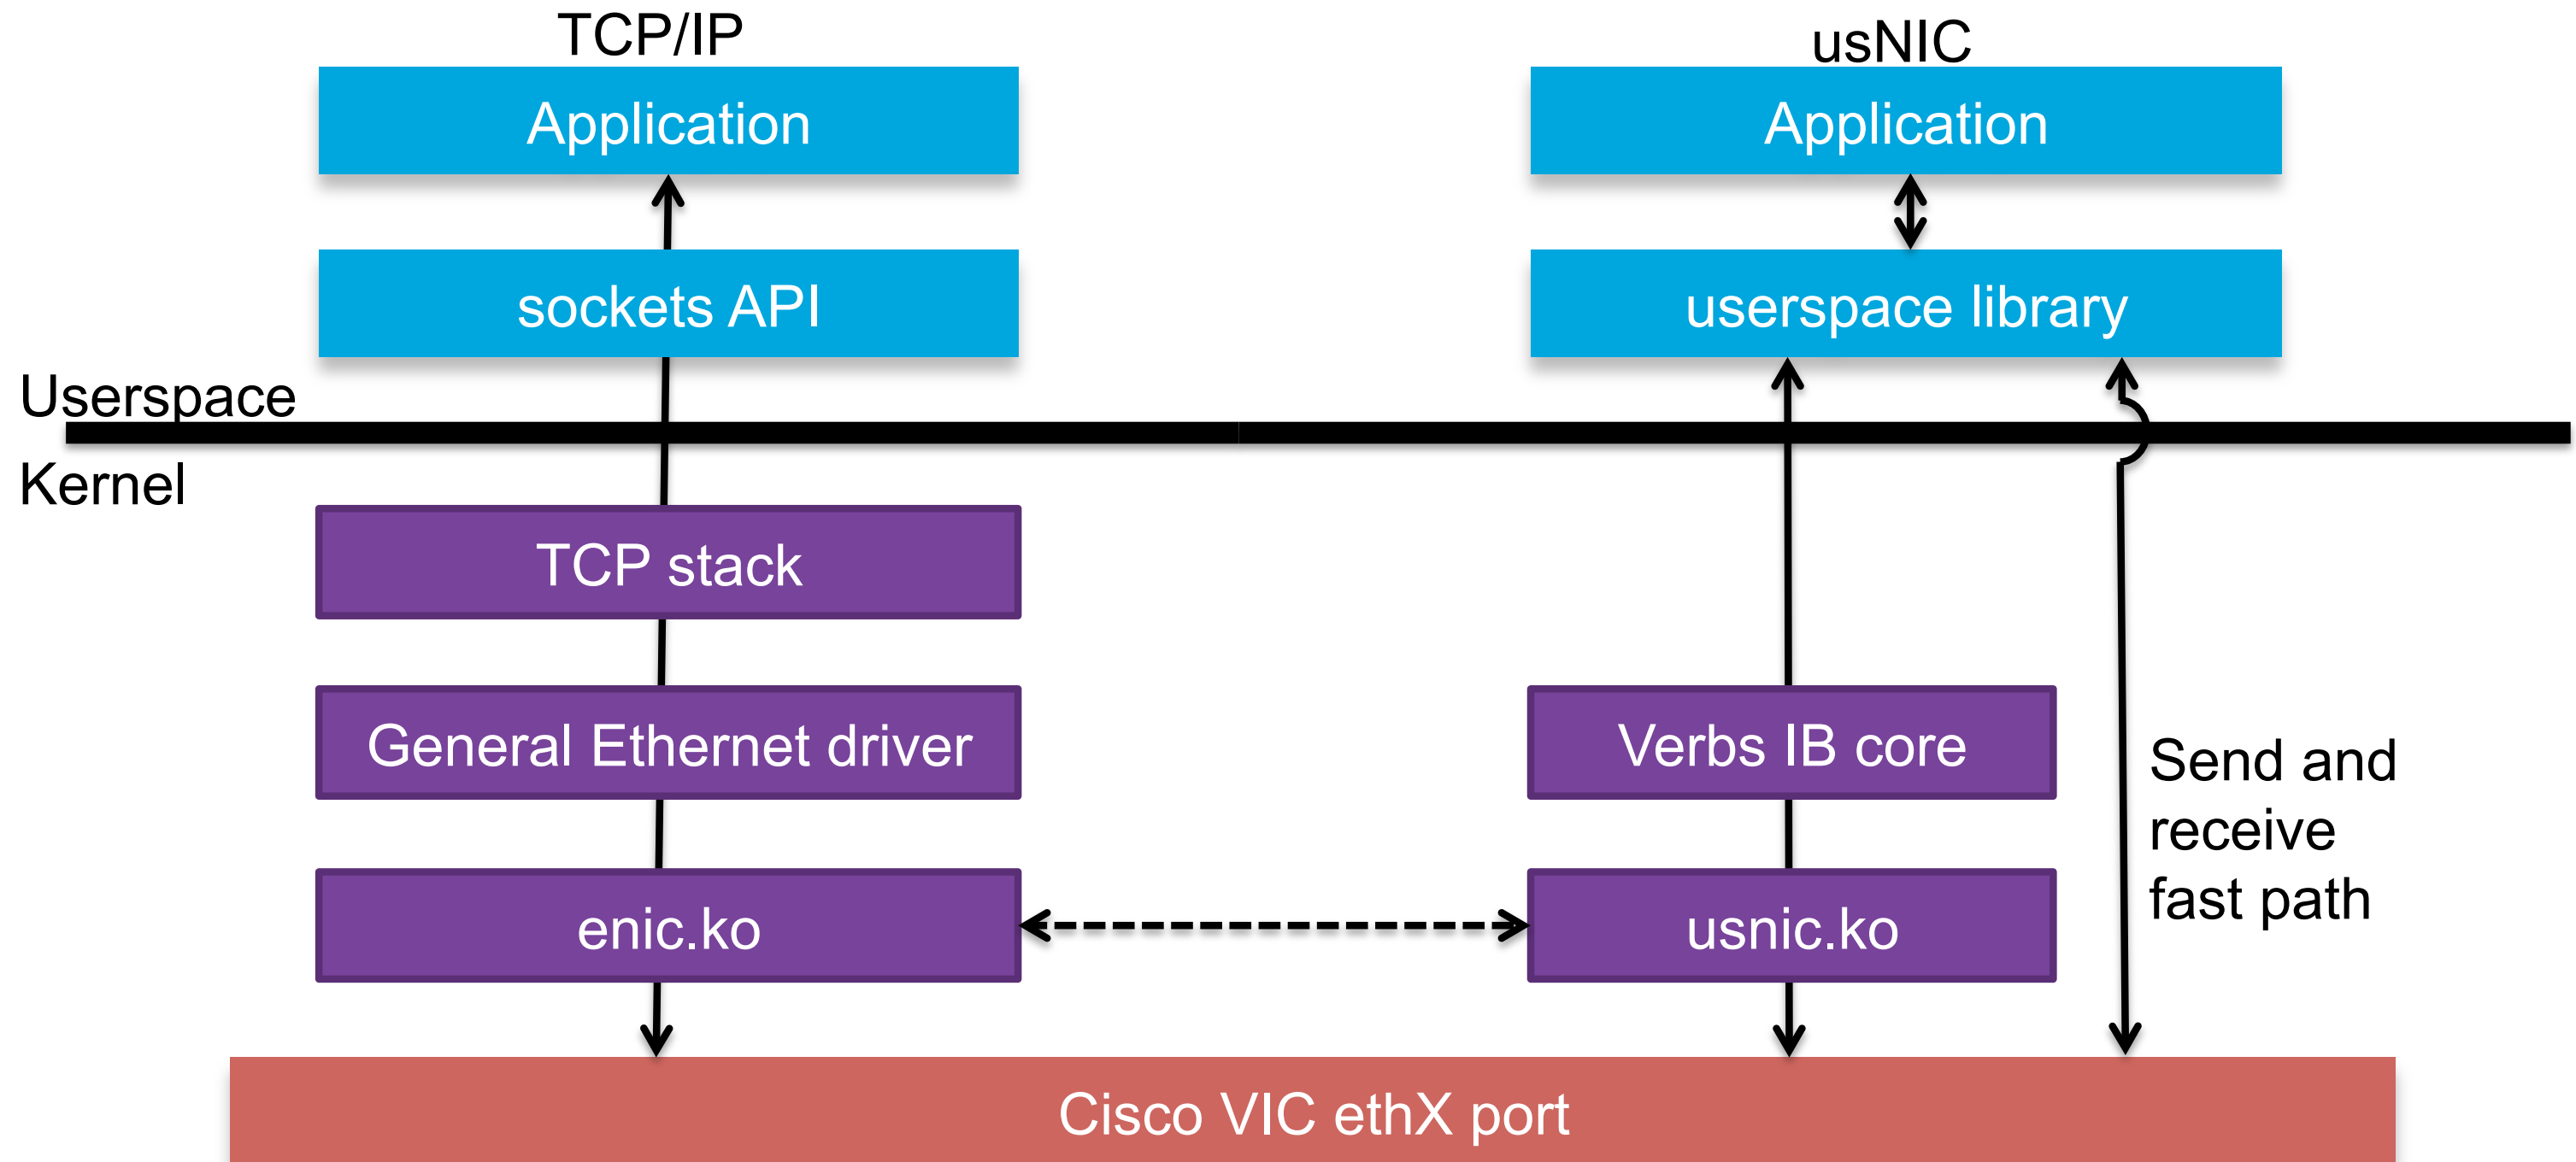 TCP/IP
usNIC
Application
Application
sockets API
userspace library
Userspace
Kernel
TCP stack
General Ethernet driver
Verbs IB core
Send and
receive
fast path
enic.ko
usnic.ko
Cisco VIC ethX port